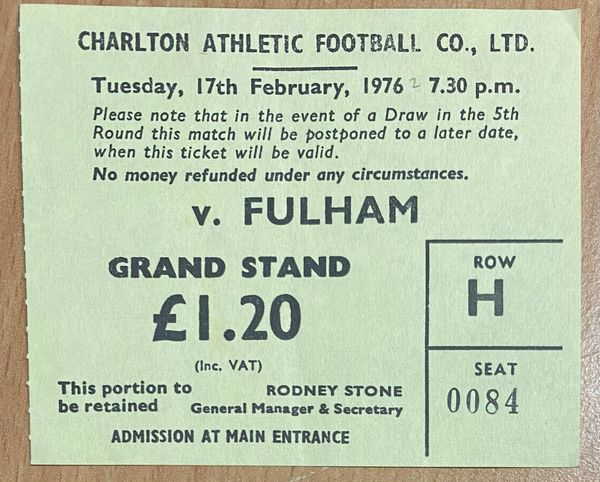 CHARLTON ATHLETIC FOOTBALL CO., LTD.
Tuesday, 17th February, 1976 2 7.30 p.m.
Please note that in the event of a Draw in the 5th
Round this match will be postponed to a later date,
when this ticket will be valid.
No money refunded under any circumstances.
v. FULHAM
GRAND STAND
£1.20
(Inc. VAT)
This portion to
be retained
RODNEY STONE
General Manager & Secretary
ADMISSION AT MAIN ENTRANCE
ROW
H
SEAT
0084